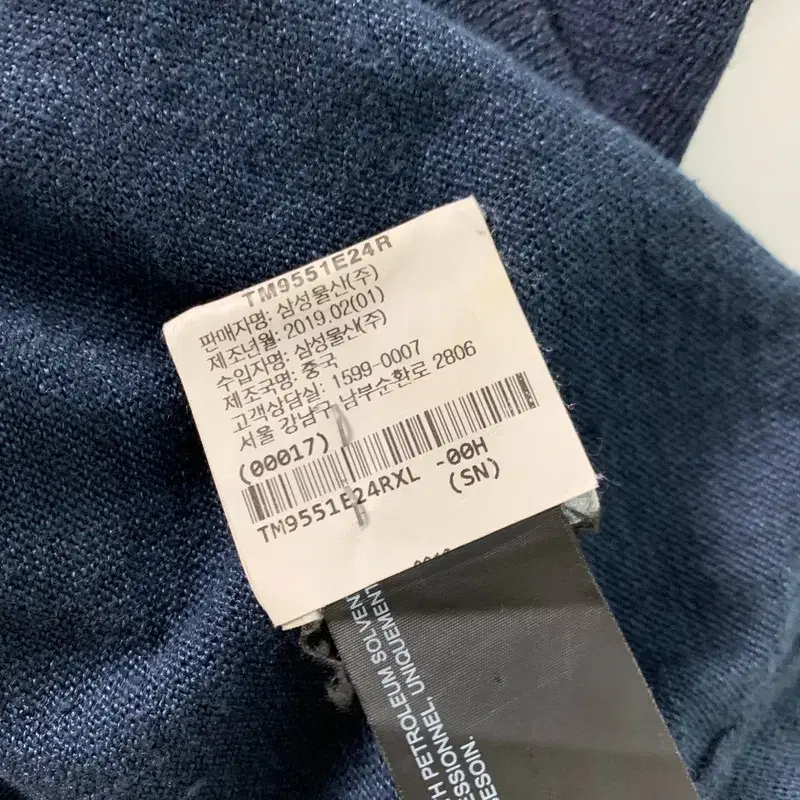 TM9551E24R
판매자명: 삼성물산(주)
제조년월: 2019.02(01)
수입자명: 삼성물산(주)
제조국명: 중국
고객상담실: 1599-0007
서울 강남구 남부순환로 2806
(00017)
TM9551E24RXL -00H
(SN)
TH PETROLEUM SOLVEN
ESSIONNEL, UNIQUEMENT
BESOIN.